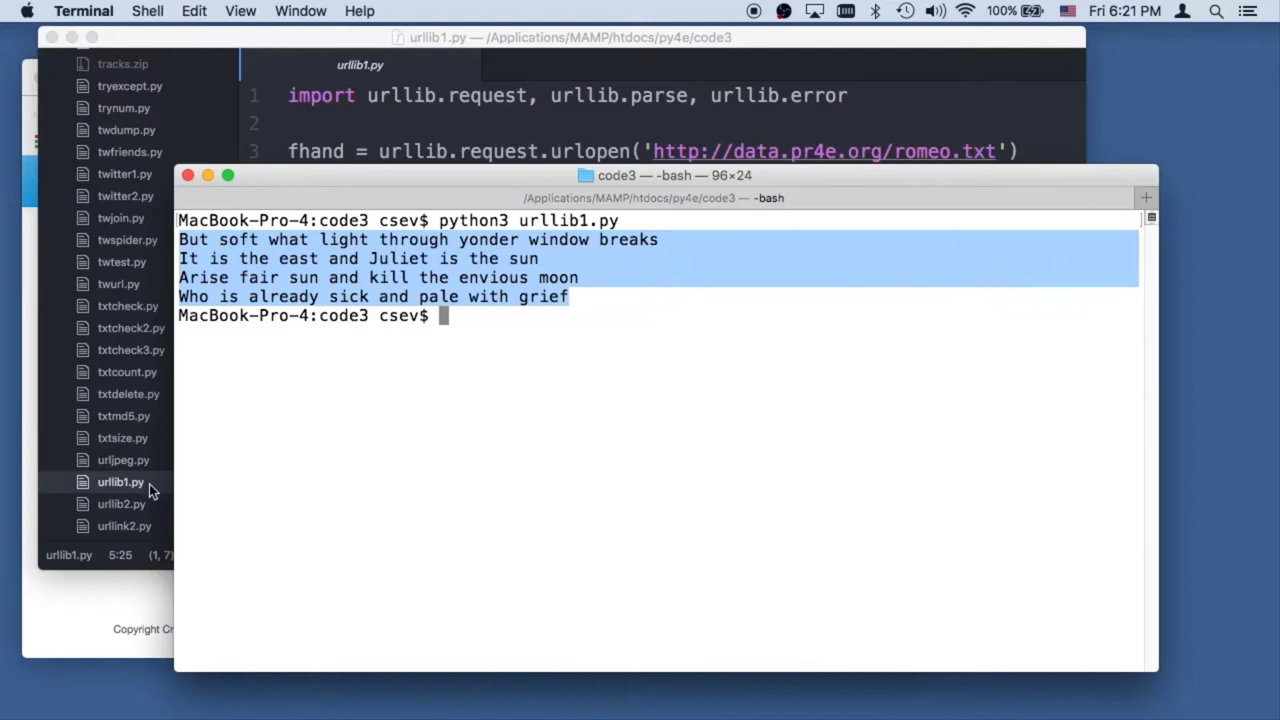 Terminal Shell Edit View Window Help 100% Fri 6:21 PM
urllib1.py — /Applications/MAMP/htdocs/py4e/code3
tracks.zip
tryexcept.py
trynum.py
twdump.py
twfriends.py
twitter1.py
twitter2.py
twjoin.py
twspider.py
twtest.py
twurl.py
txtcheck.py
txtcheck2.py
txtcheck3.py
txtcount.py
txtdelete.py
txtmd5.py
txtsize.py
urljpeg.py
urllib1.py
urllib2.py
urllink2.py
urllib1.py 5:25 (1, 7)
urllib1.py
1 import urllib.request, urllib.parse, urllib.error
2
3 fhand = urllib.request.urlopen('http://data.pr4e.org/romeo.txt')
code3 — -bash — 96×24
/Applications/MAMP/htdocs/py4e/code3 — -bash
MacBook-Pro-4:code3 csev$ python3 urllib1.py
But soft what light through yonder window breaks
It is the east and Juliet is the sun
Arise fair sun and kill the envious moon
Who is already sick and pale with grief
MacBook-Pro-4:code3 csev$
Copyright Cr